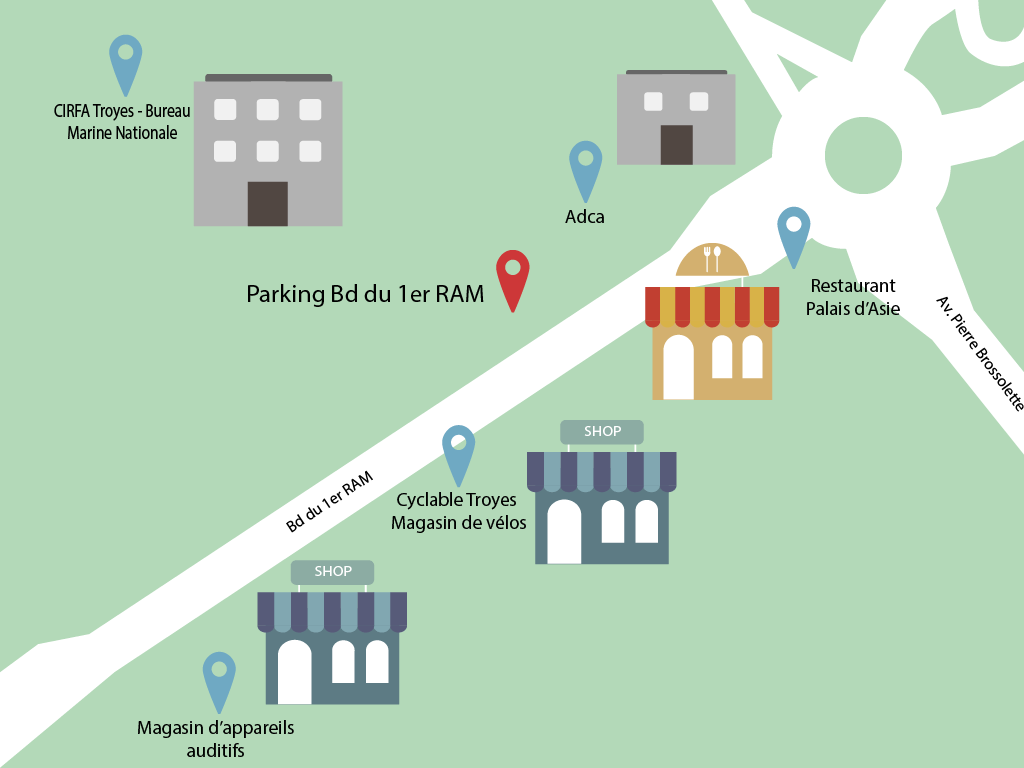 CIRFA Troyes - Bureau
Marine Nationale
Adca
Parking Bd du 1er RAM
Restaurant
Palais d’Asie
Av. Pierre Brossolette
SHOP
Cyclable Troyes
Magasin de vélos
Bd du 1er RAM
SHOP
Magasin d’appareils
auditifs